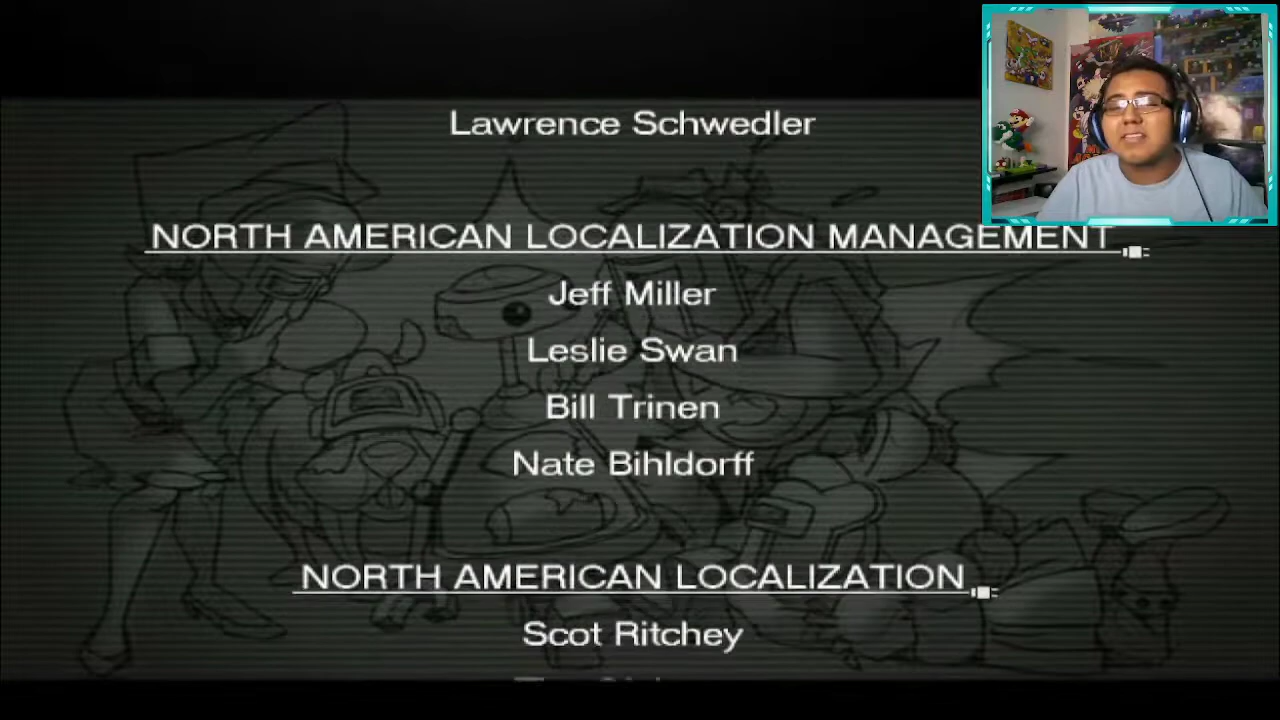 Lawrence Schwedler
NORTH AMERICAN LOCALIZATION MANAGEMENT
Jeff Miller
Leslie Swan
Bill Trinen
Nate Bihldorff
NORTH AMERICAN LOCALIZATION
Scot Ritchey